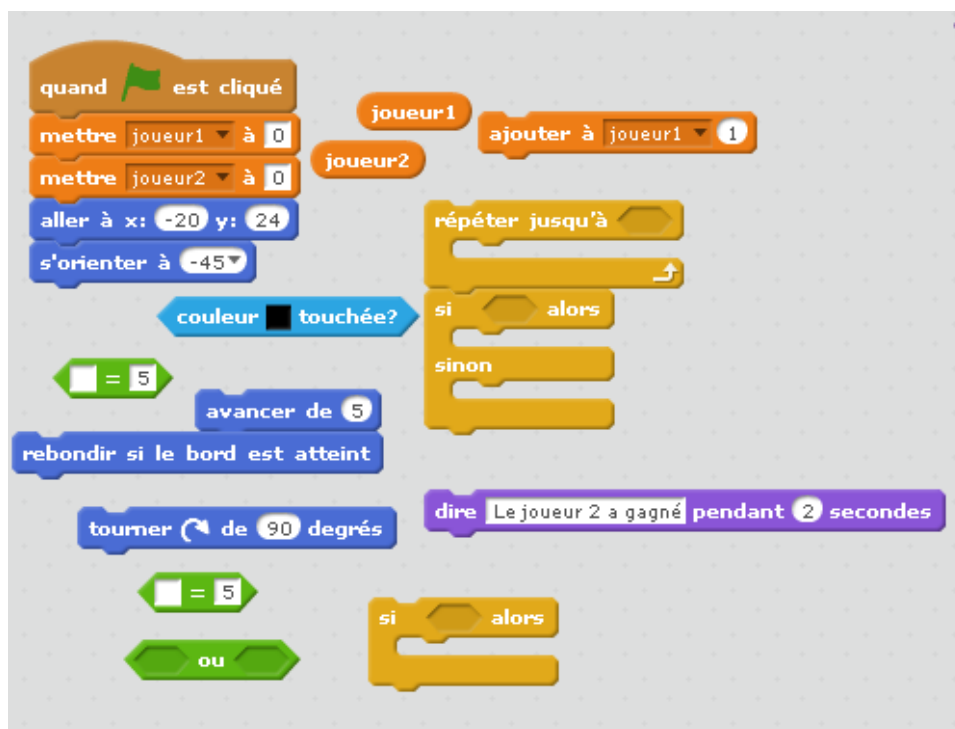 quand est cliqué
mettre joueur1 à 0
mettre joueur2 à 0
aller à x: -20 y: 24
s'orienter à -45
joueur1
joueur2
ajouter à joueur1 1
répéter jusqu'à
couleur touchée?
si alors
sinon
= 5
avancer de 5
rebondir si le bord est atteint
tourner de 90 degrés
dire Le joueur 2 a gagné pendant 2 secondes
= 5
ou
si alors